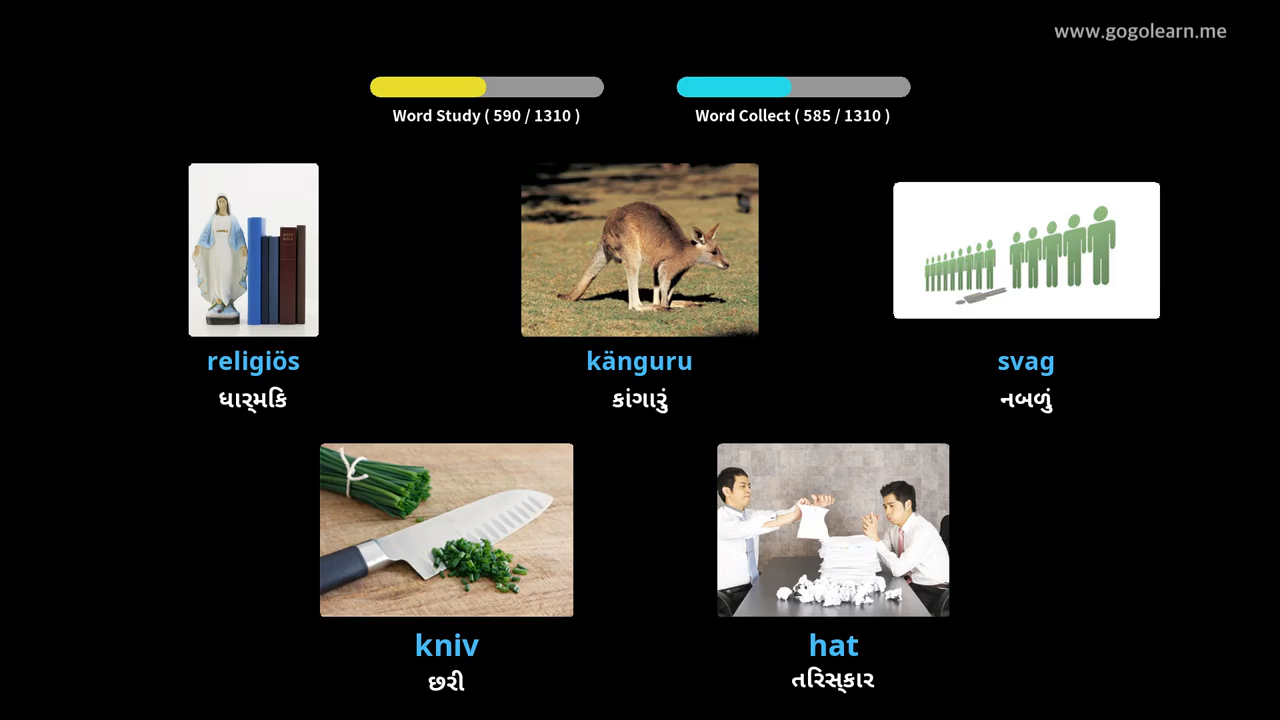 www.gogolearn.me
Word Study ( 590 / 1310 )
Word Collect ( 585 / 1310 )
religiös
känguru
svag
ધાર્મિક
કાંગારું
નબળું
kniv
hat
છરી
તિરસ્કાર